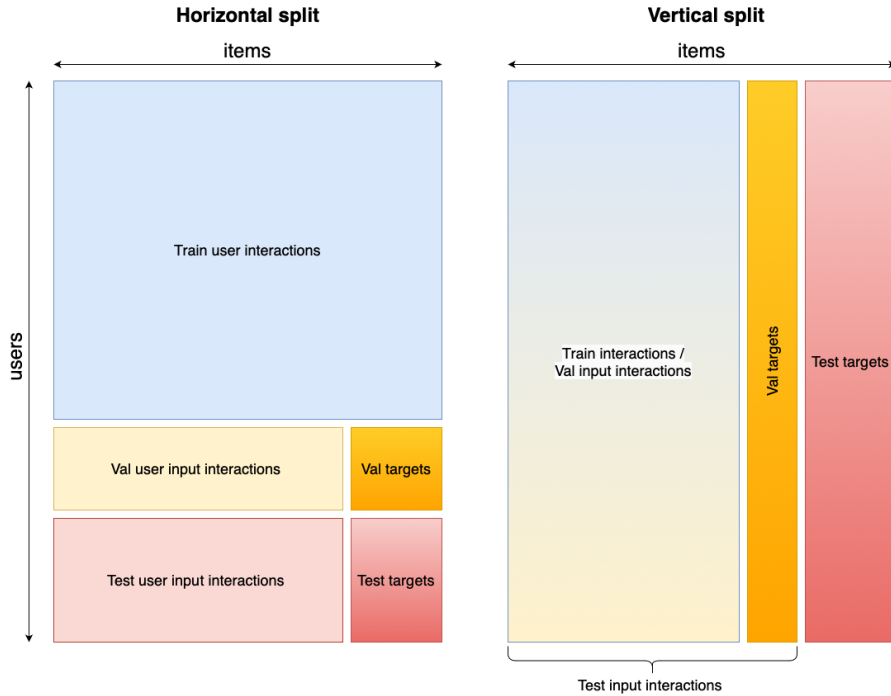 Horizontal split
items
users
Train user interactions
Val user input interactions
Val targets
Test user input interactions
Test targets
Vertical split
items
Train interactions /
Val input interactions
Val targets
Test targets
Test input interactions